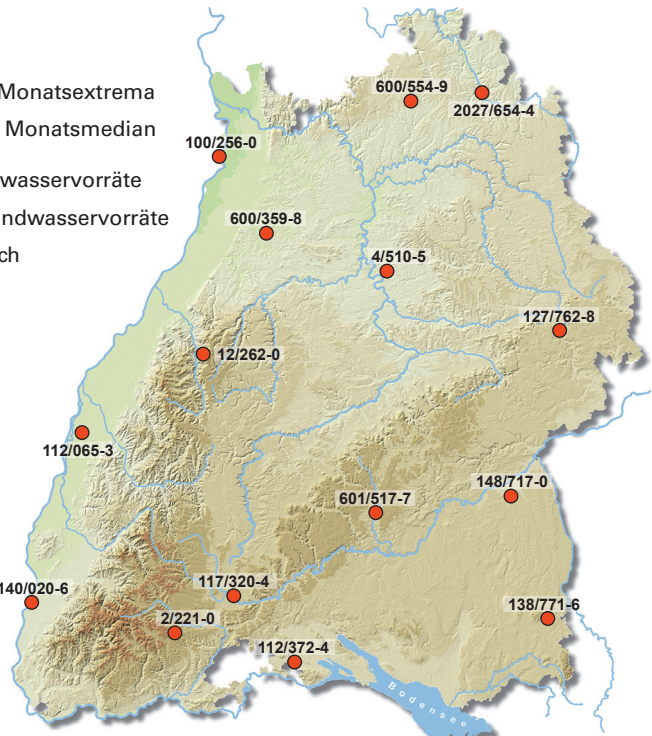 Monatsextrema
Monatsmedian
wasservorräte
ndwasservorräte
ch
600/554-9
2027/654-4
100/256-0
600/359-8
4/510-5
127/762-8
12/262-0
112/065-3
148/717-0
601/517-7
140/020-6
117/320-4
138/771-6
2/221-0
112/372-4
Bodensee